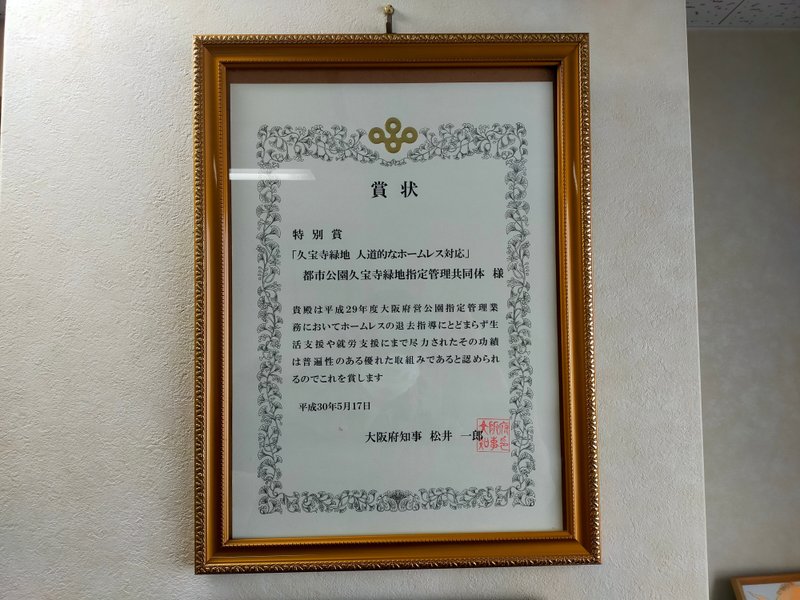 賞状
特別賞
「久宝寺緑地 人道的なホームレス対応」
都市公園久宝寺緑地指定管理共同体 様
貴殿は平成29年度大阪府営公園指定管理業
務においてホームレスの退去指導にとどまらず生
活支援や就労支援にまで尽力されたその功績
は普遍性のある優れた取組みであると認められ
るのでこれを賞します
平成30年5月17日
大阪府知事 松井 一郎
大阪府
知事之印